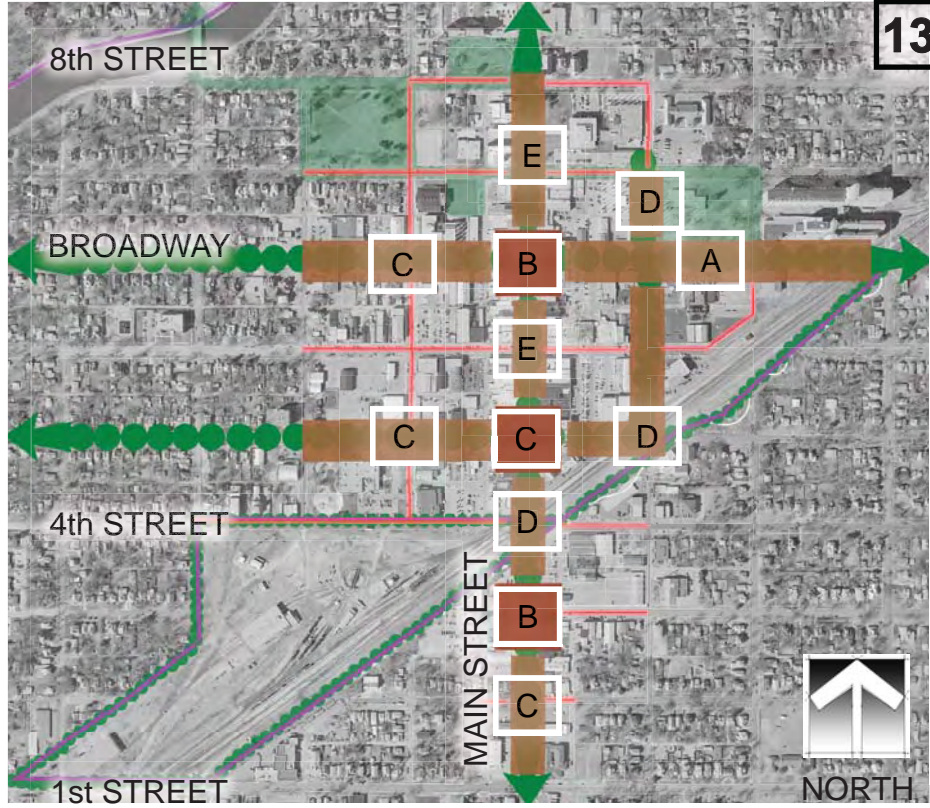 13
8th STREET
E
D
BROADWAY
C
B
A
E
C
C
D
4th STREET
D
MAIN STREET
B
C
1st STREET
NORTH